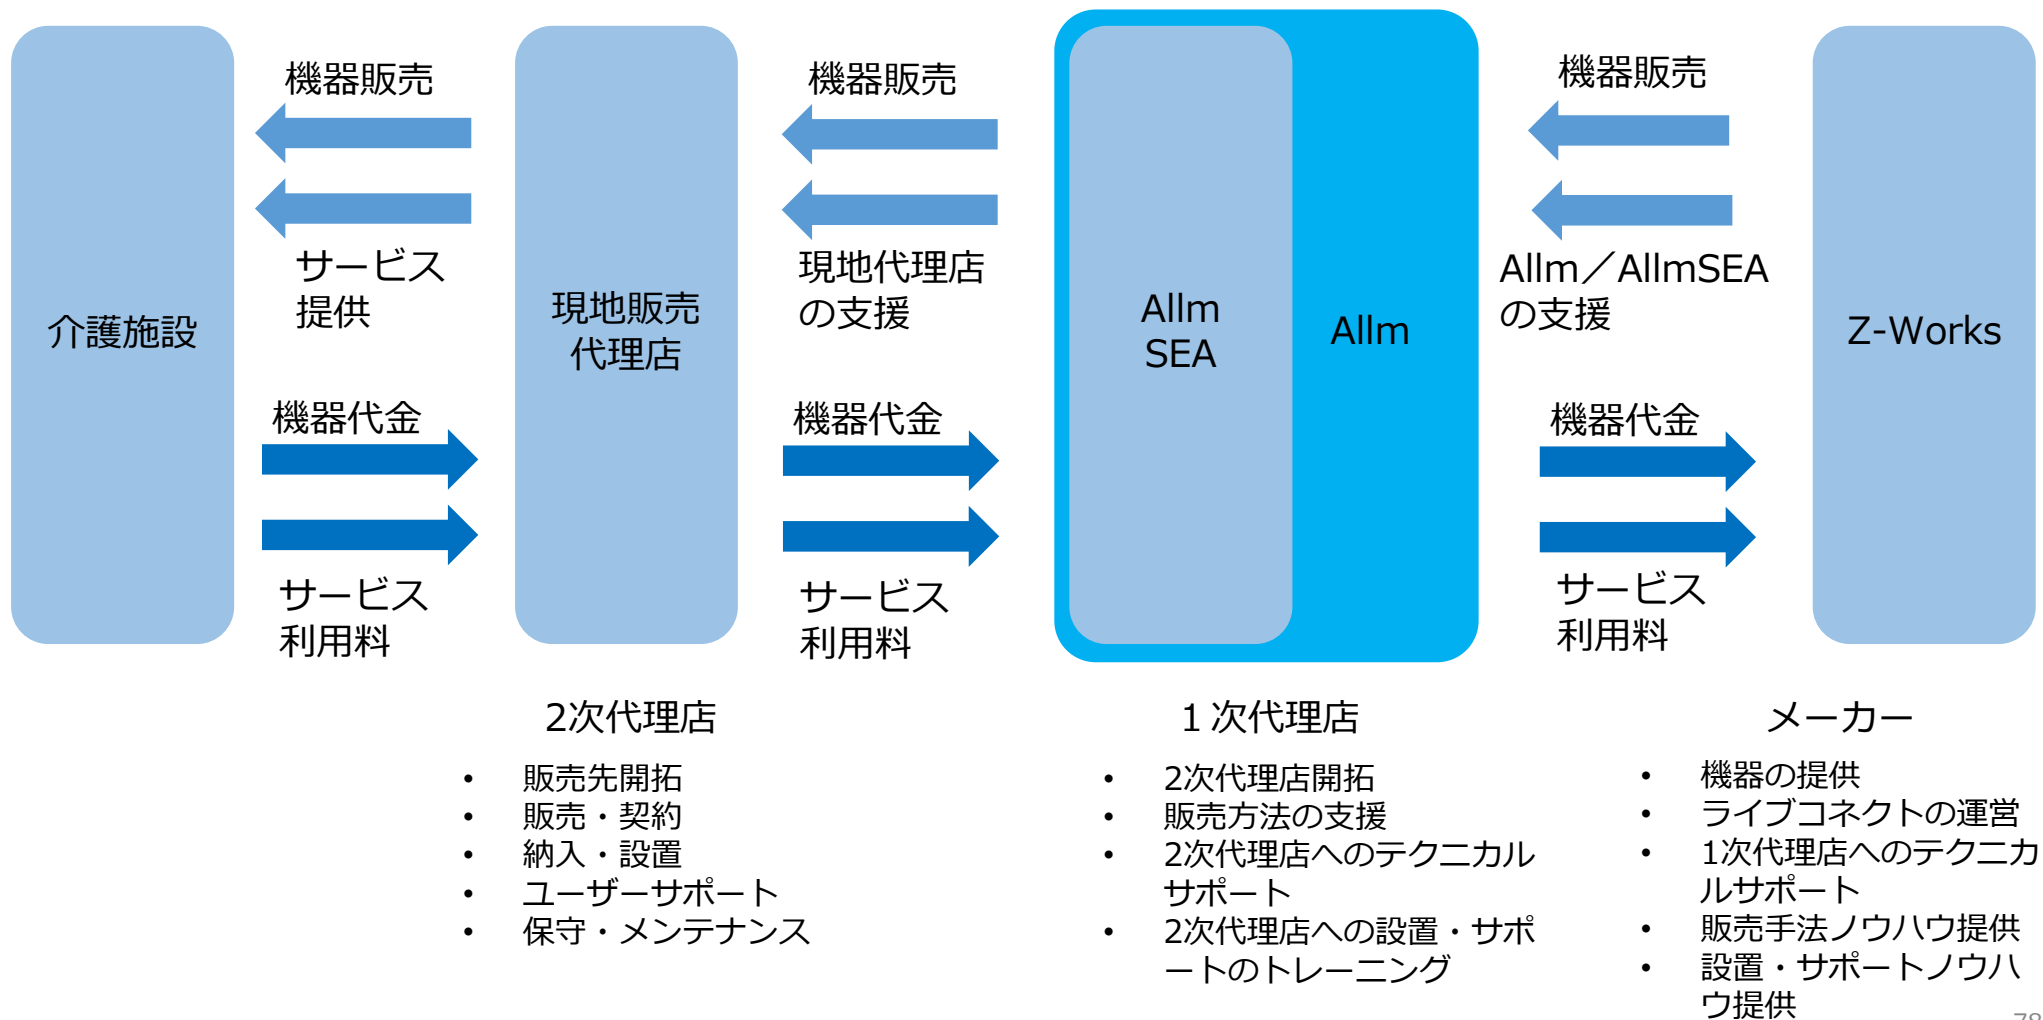 機器販売
機器販売
機器販売
サービス
提供
現地代理店
の支援
Allm／AllmSEA
の支援
介護施設
現地販売
代理店
Allm
SEA
Allm
Z-Works
機器代金
機器代金
機器代金
サービス
利用料
サービス
利用料
サービス
利用料
2次代理店
• 販売先開拓
• 販売・契約
• 納入・設置
• ユーザーサポート
• 保守・メンテナンス
１次代理店
• 2次代理店開拓
• 販売方法の支援
• 2次代理店へのテクニカル
サポート
• 2次代理店への設置・サポ
ートのトレーニング
メーカー
• 機器の提供
• ライブコネクトの運営
• 1次代理店へのテクニカ
ルサポート
• 販売手法ノウハウ提供
• 設置・サポートノウハ
ウ提供
78